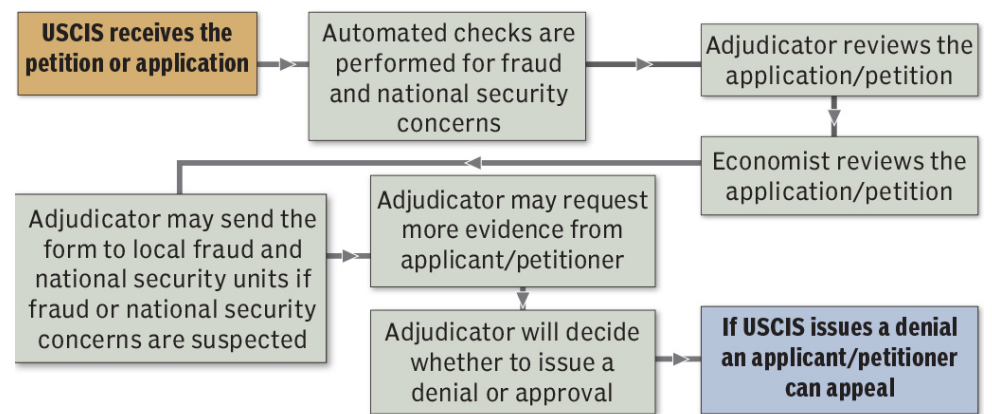 USCIS receives the
petition or application
Automated checks are
performed for fraud
and national security
concerns
Adjudicator reviews the
application/petition
Economist reviews the
application/petition
Adjudicator may send the
form to local fraud and
national security units if
fraud or national security
concerns are suspected
Adjudicator may request
more evidence from
applicant/petitioner
Adjudicator will decide
whether to issue a
denial or approval
If USCIS issues a denial
an applicant/petitioner
can appeal